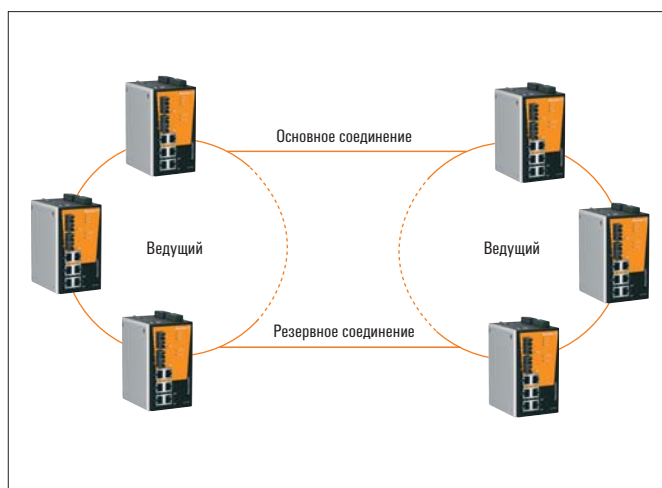 Основное соединение
Ведущий
Ведущий
Резервное соединение